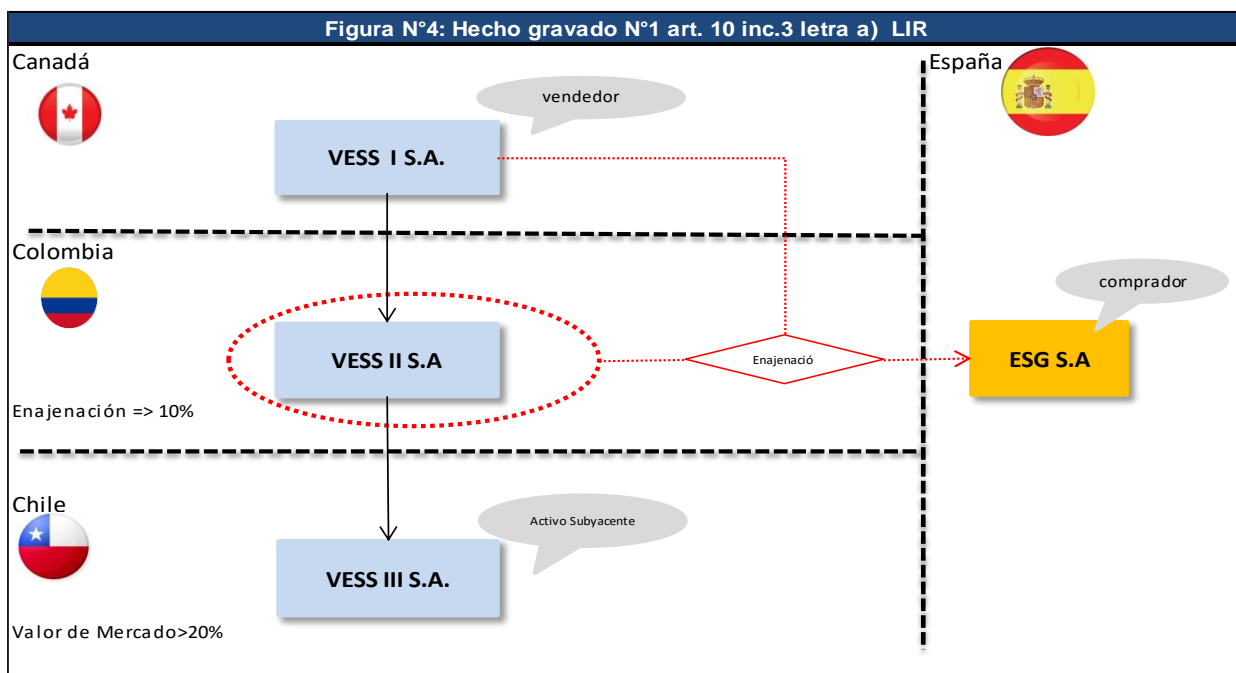 Figura N°4: Hecho gravado N°1 art. 10 inc.3 letra a) LIR
Canadá
España
vendedor
VESS I S.A.
Colombia
comprador
VESS II S.A
Enajenació
ESG S.A
Enajenación => 10%
Chile
Activo Subyacente
VESS III S.A.
Valor de Mercado>20%